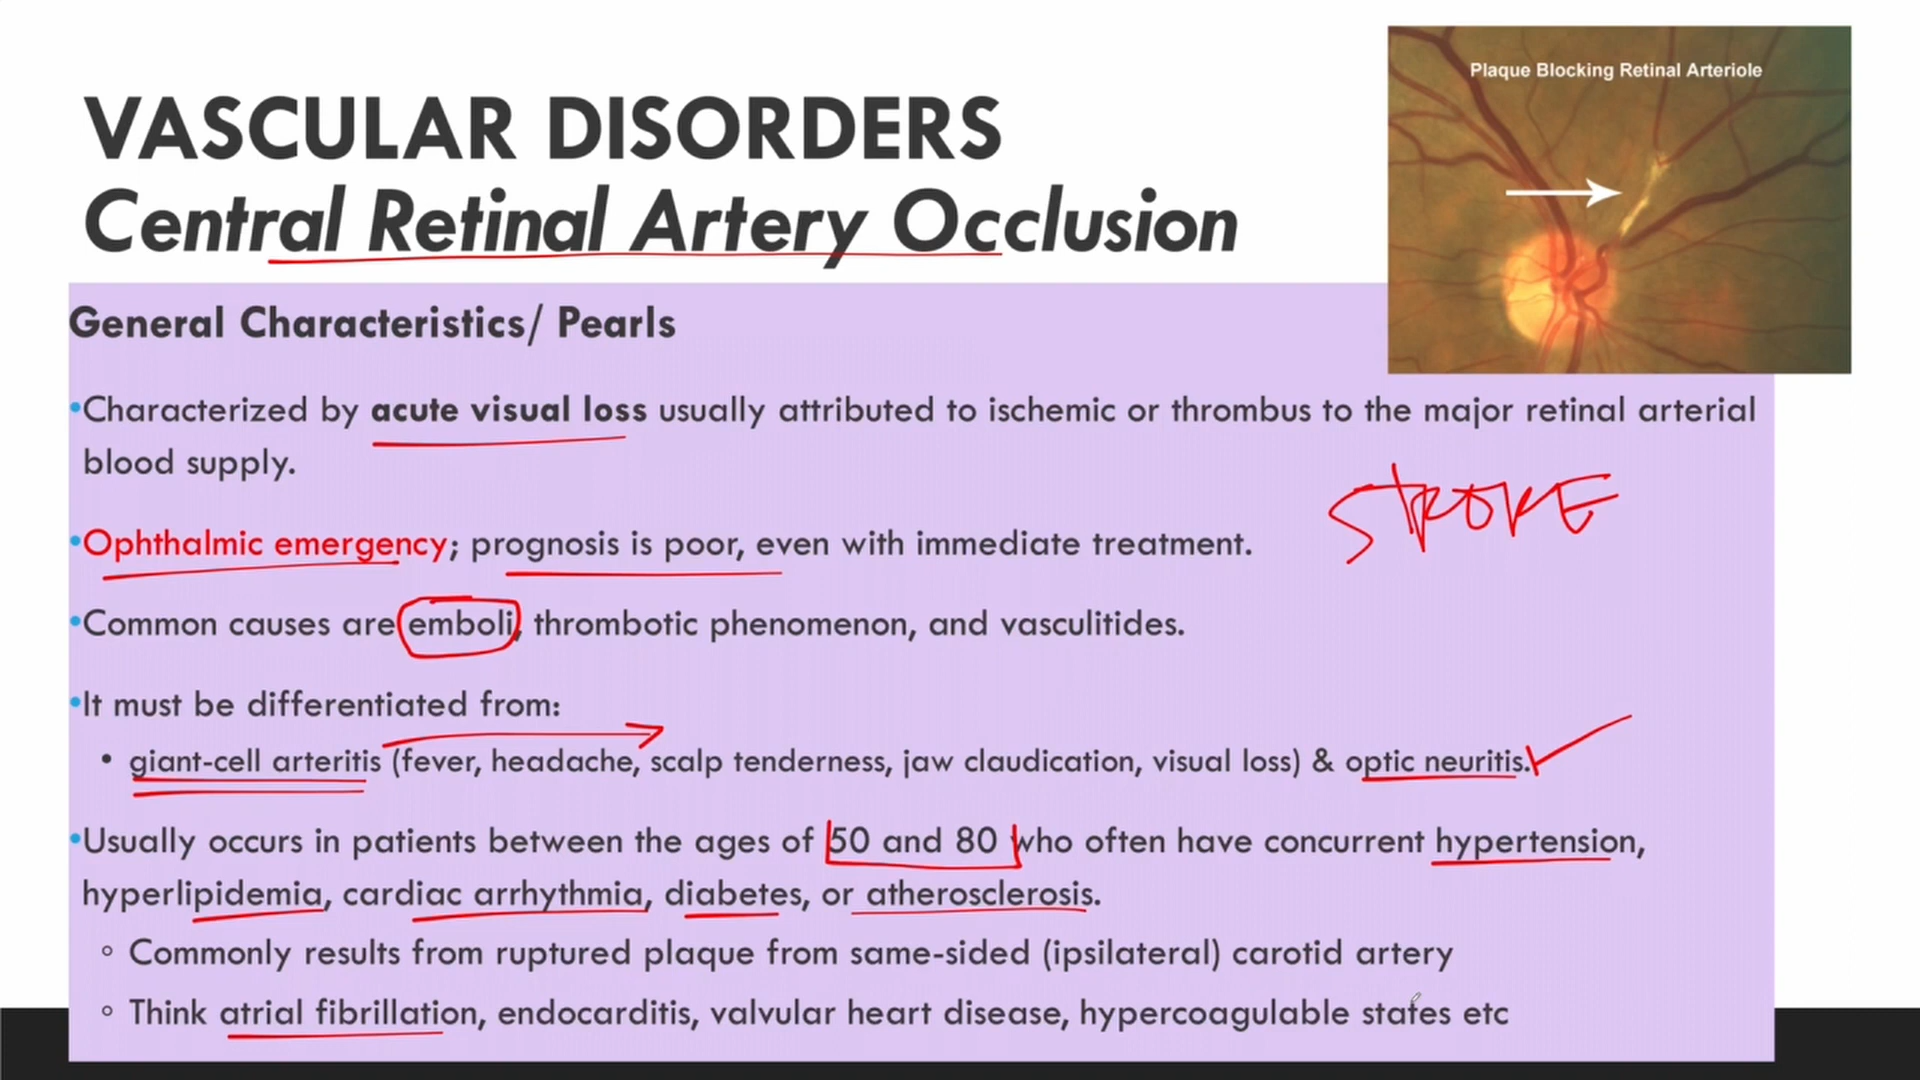 Plaque Blocking Retinal Arteriole
VASCULAR DISORDERS
Central Retinal Artery Occlusion
General Characteristics/ Pearls
•Characterized by acute visual loss usually attributed to ischemic or thrombus to the major retinal arterial
blood supply.
STROKE
•Ophthalmic emergency; prognosis is poor, even with immediate treatment.
•Common causes are emboli, thrombotic phenomenon, and vasculitides.
•It must be differentiated from:
• giant-cell arteritis (fever, headache, scalp tenderness, jaw claudication, visual loss) & optic neuritis.
•Usually occurs in patients between the ages of 50 and 80 who often have concurrent hypertension,
hyperlipidemia, cardiac arrhythmia, diabetes, or atherosclerosis.
◦ Commonly results from ruptured plaque from same-sided (ipsilateral) carotid artery
◦ Think atrial fibrillation, endocarditis, valvular heart disease, hypercoagulable states etc